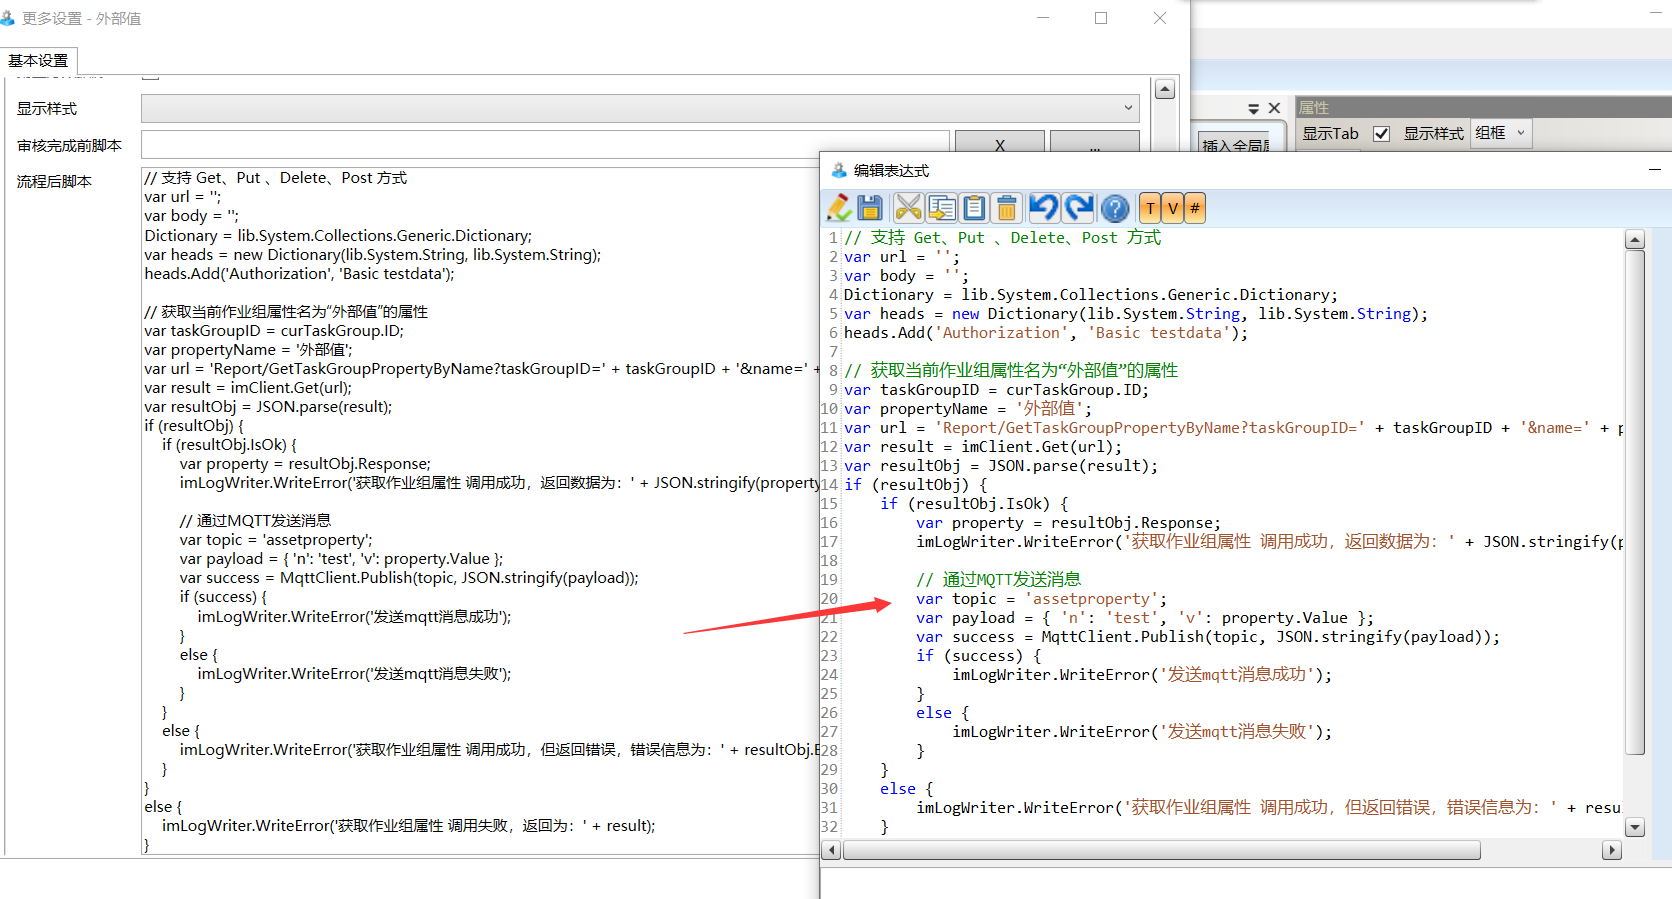 更多设置 - 外部值
基本设置
显示样式
审核完成前脚本
X
...
流程后脚本
// 支持 Get、Put 、Delete、Post 方式
var url = '';
var body = '';
Dictionary = lib.System.Collections.Generic.Dictionary;
var heads = new Dictionary(lib.System.String, lib.System.String);
heads.Add('Authorization', 'Basic testdata');
// 获取当前作业组属性名为“外部值”的属性
var taskGroupID = curTaskGroup.ID;
var propertyName = '外部值';
var url = 'Report/GetTaskGroupPropertyByName?taskGroupID=' + taskGroupID + '&name=' +
var result = imClient.Get(url);
var resultObj = JSON.parse(result);
if (resultObj) {
if (resultObj.IsOk) {
var property = resultObj.Response;
imLogWriter.WriteError('获取作业组属性 调用成功，返回数据为：' + JSON.stringify(property
// 通过MQTT发送消息
var topic = 'assetproperty';
var payload = { 'n': 'test', 'v': property.Value };
var success = MqttClient.Publish(topic, JSON.stringify(payload));
if (success) {
imLogWriter.WriteError('发送mqtt消息成功');
}
else {
imLogWriter.WriteError('发送mqtt消息失败');
}
}
else {
imLogWriter.WriteError('获取作业组属性 调用成功，但返回错误，错误信息为：' + resultObj.E
}
}
else {
imLogWriter.WriteError('获取作业组属性 调用失败，返回为：' + result);
}
属性
显示Tab
显示样式
组框
插入全局
编辑表达式
T V #
1 // 支持 Get、Put 、Delete、Post 方式
2 var url = '';
3 var body = '';
4 Dictionary = lib.System.Collections.Generic.Dictionary;
5 var heads = new Dictionary(lib.System.String, lib.System.String);
6 heads.Add('Authorization', 'Basic testdata');
7
8 // 获取当前作业组属性名为“外部值”的属性
9 var taskGroupID = curTaskGroup.ID;
10 var propertyName = '外部值';
11 var url = 'Report/GetTaskGroupPropertyByName?taskGroupID=' + taskGroupID + '&name=' + p
12 var result = imClient.Get(url);
13 var resultObj = JSON.parse(result);
14 if (resultObj) {
15 if (resultObj.IsOk) {
16 var property = resultObj.Response;
17 imLogWriter.WriteError('获取作业组属性 调用成功，返回数据为：' + JSON.stringify(p
18
19 // 通过MQTT发送消息
20 var topic = 'assetproperty';
21 var payload = { 'n': 'test', 'v': property.Value };
22 var success = MqttClient.Publish(topic, JSON.stringify(payload));
23 if (success) {
24 imLogWriter.WriteError('发送mqtt消息成功');
25 }
26 else {
27 imLogWriter.WriteError('发送mqtt消息失败');
28 }
29 }
30 else {
31 imLogWriter.WriteError('获取作业组属性 调用成功，但返回错误，错误信息为：' + resu
32 }